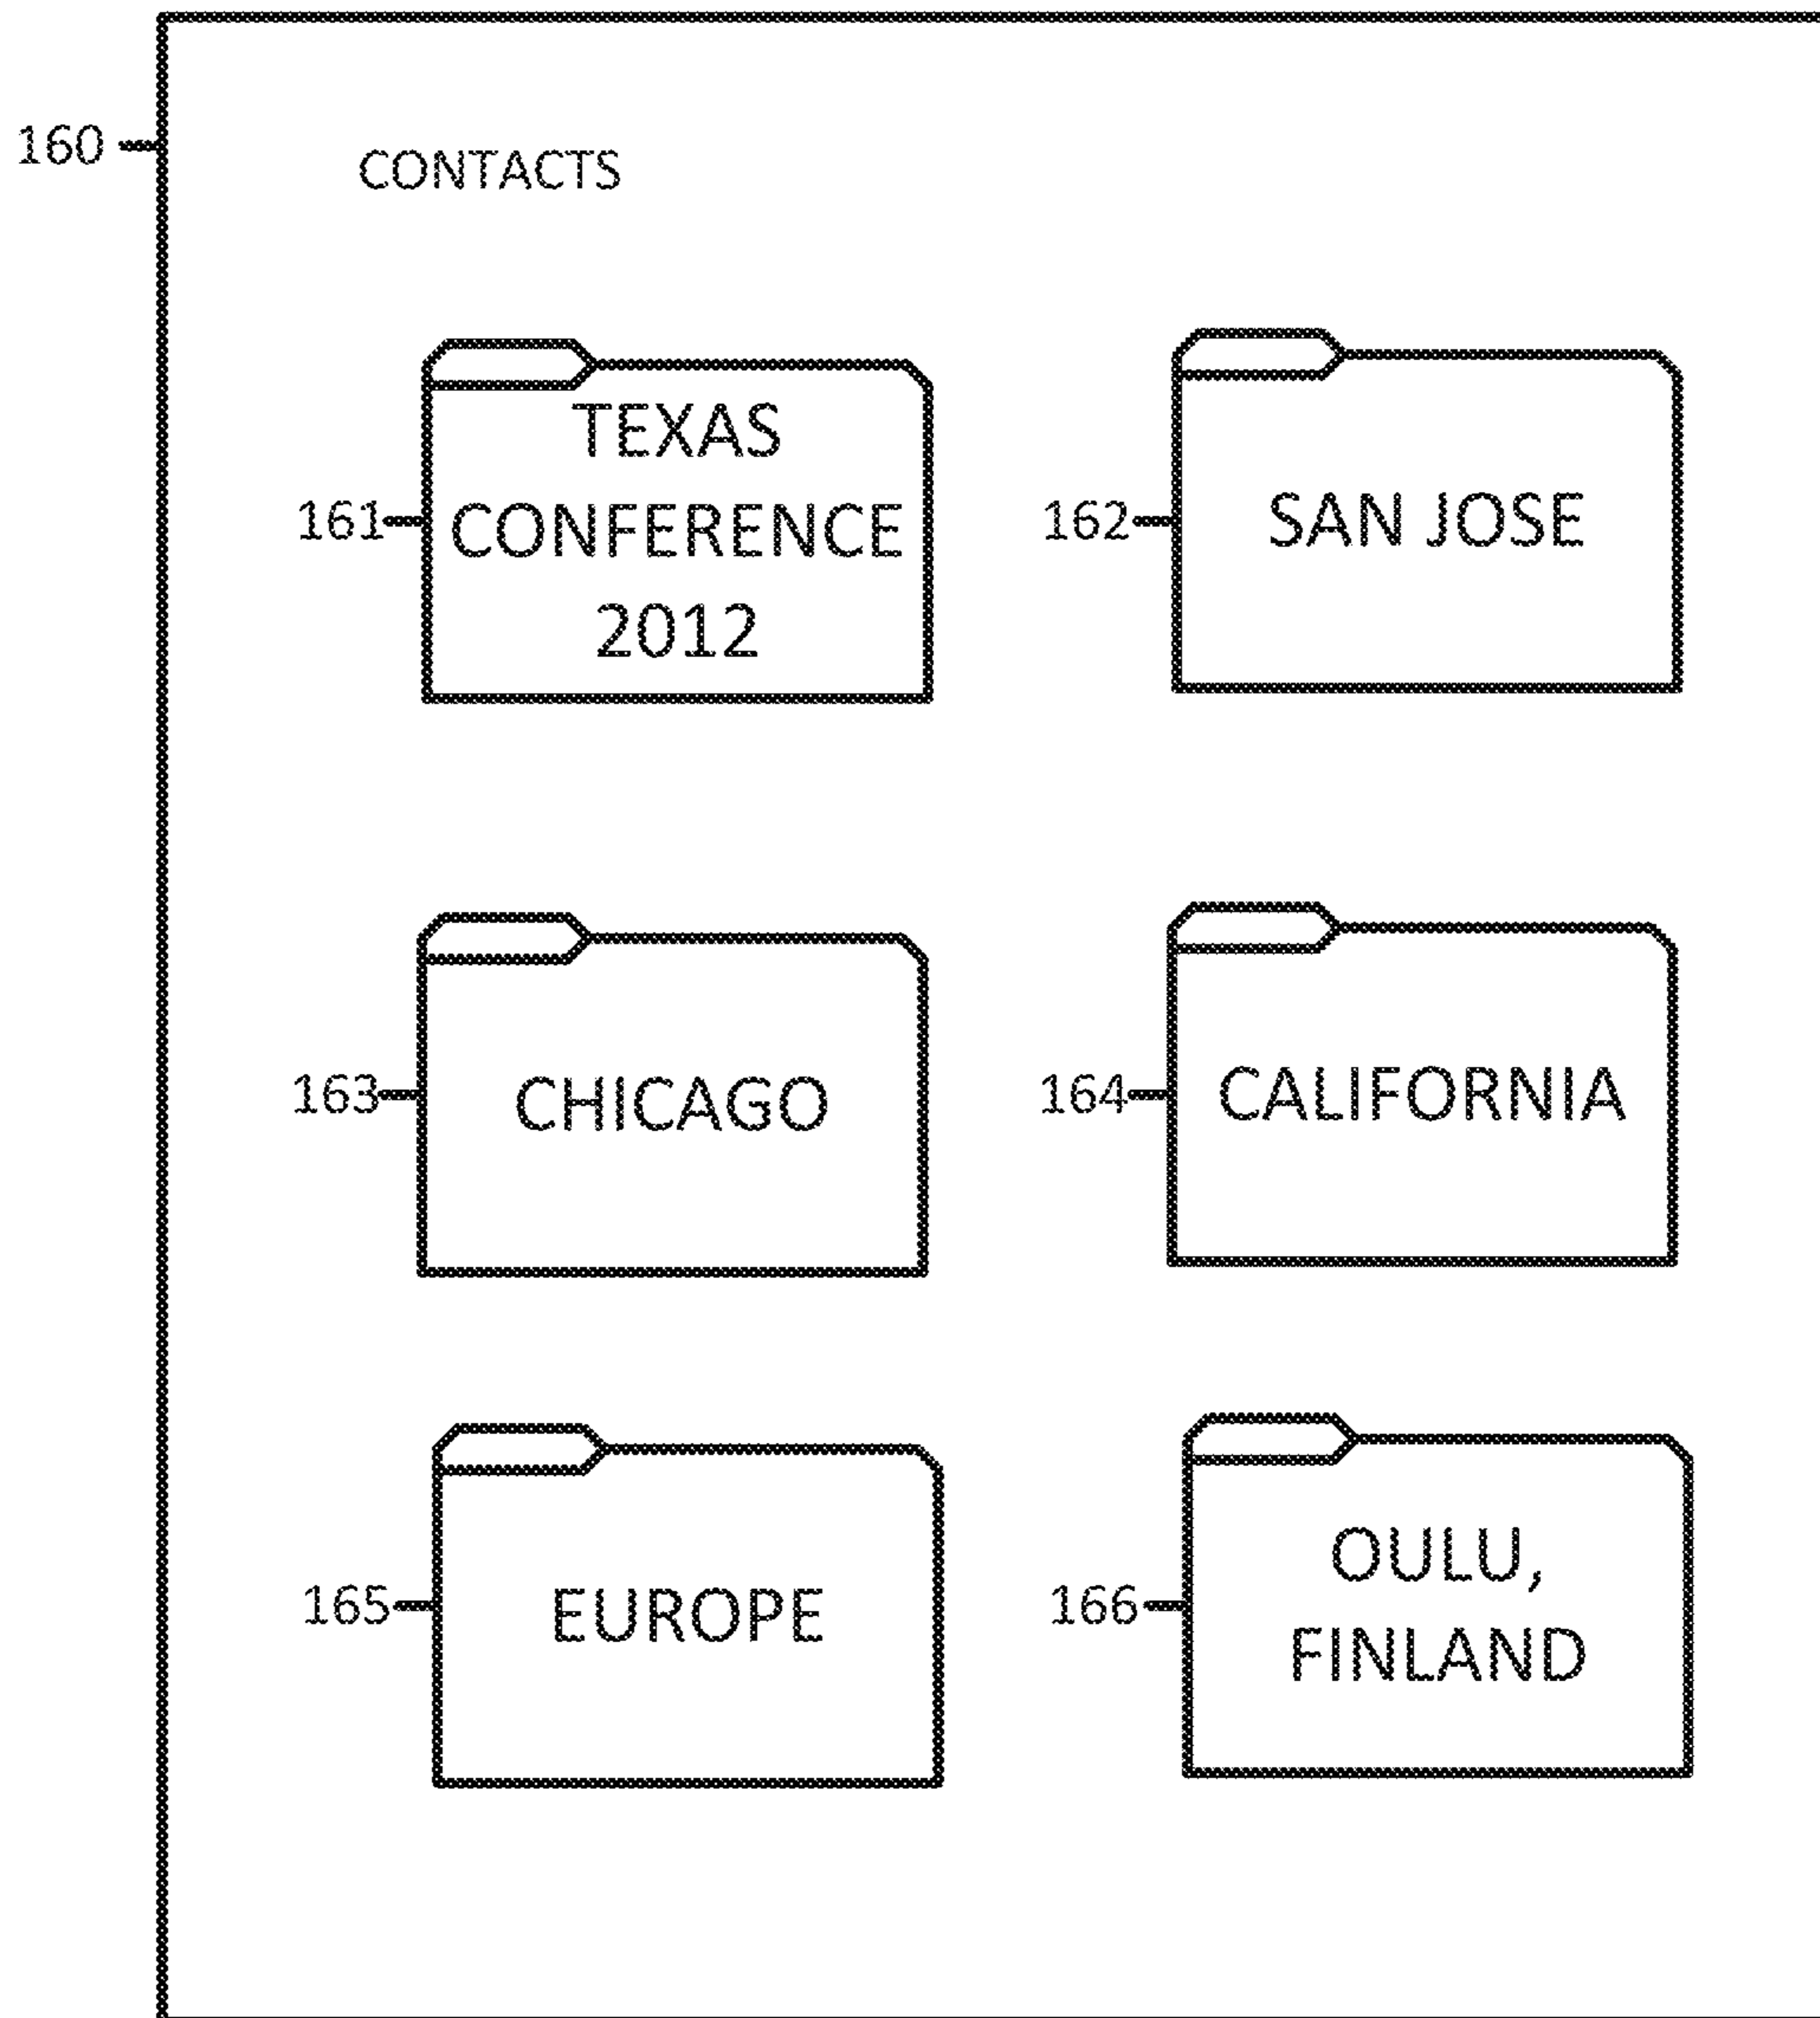 160
CONTACTS
TEXAS
161 CONFERENCE
2012
162 SAN JOSE
163 CHICAGO
164 CALIFORNIA
165 EUROPE
166 OULU,
FINLAND